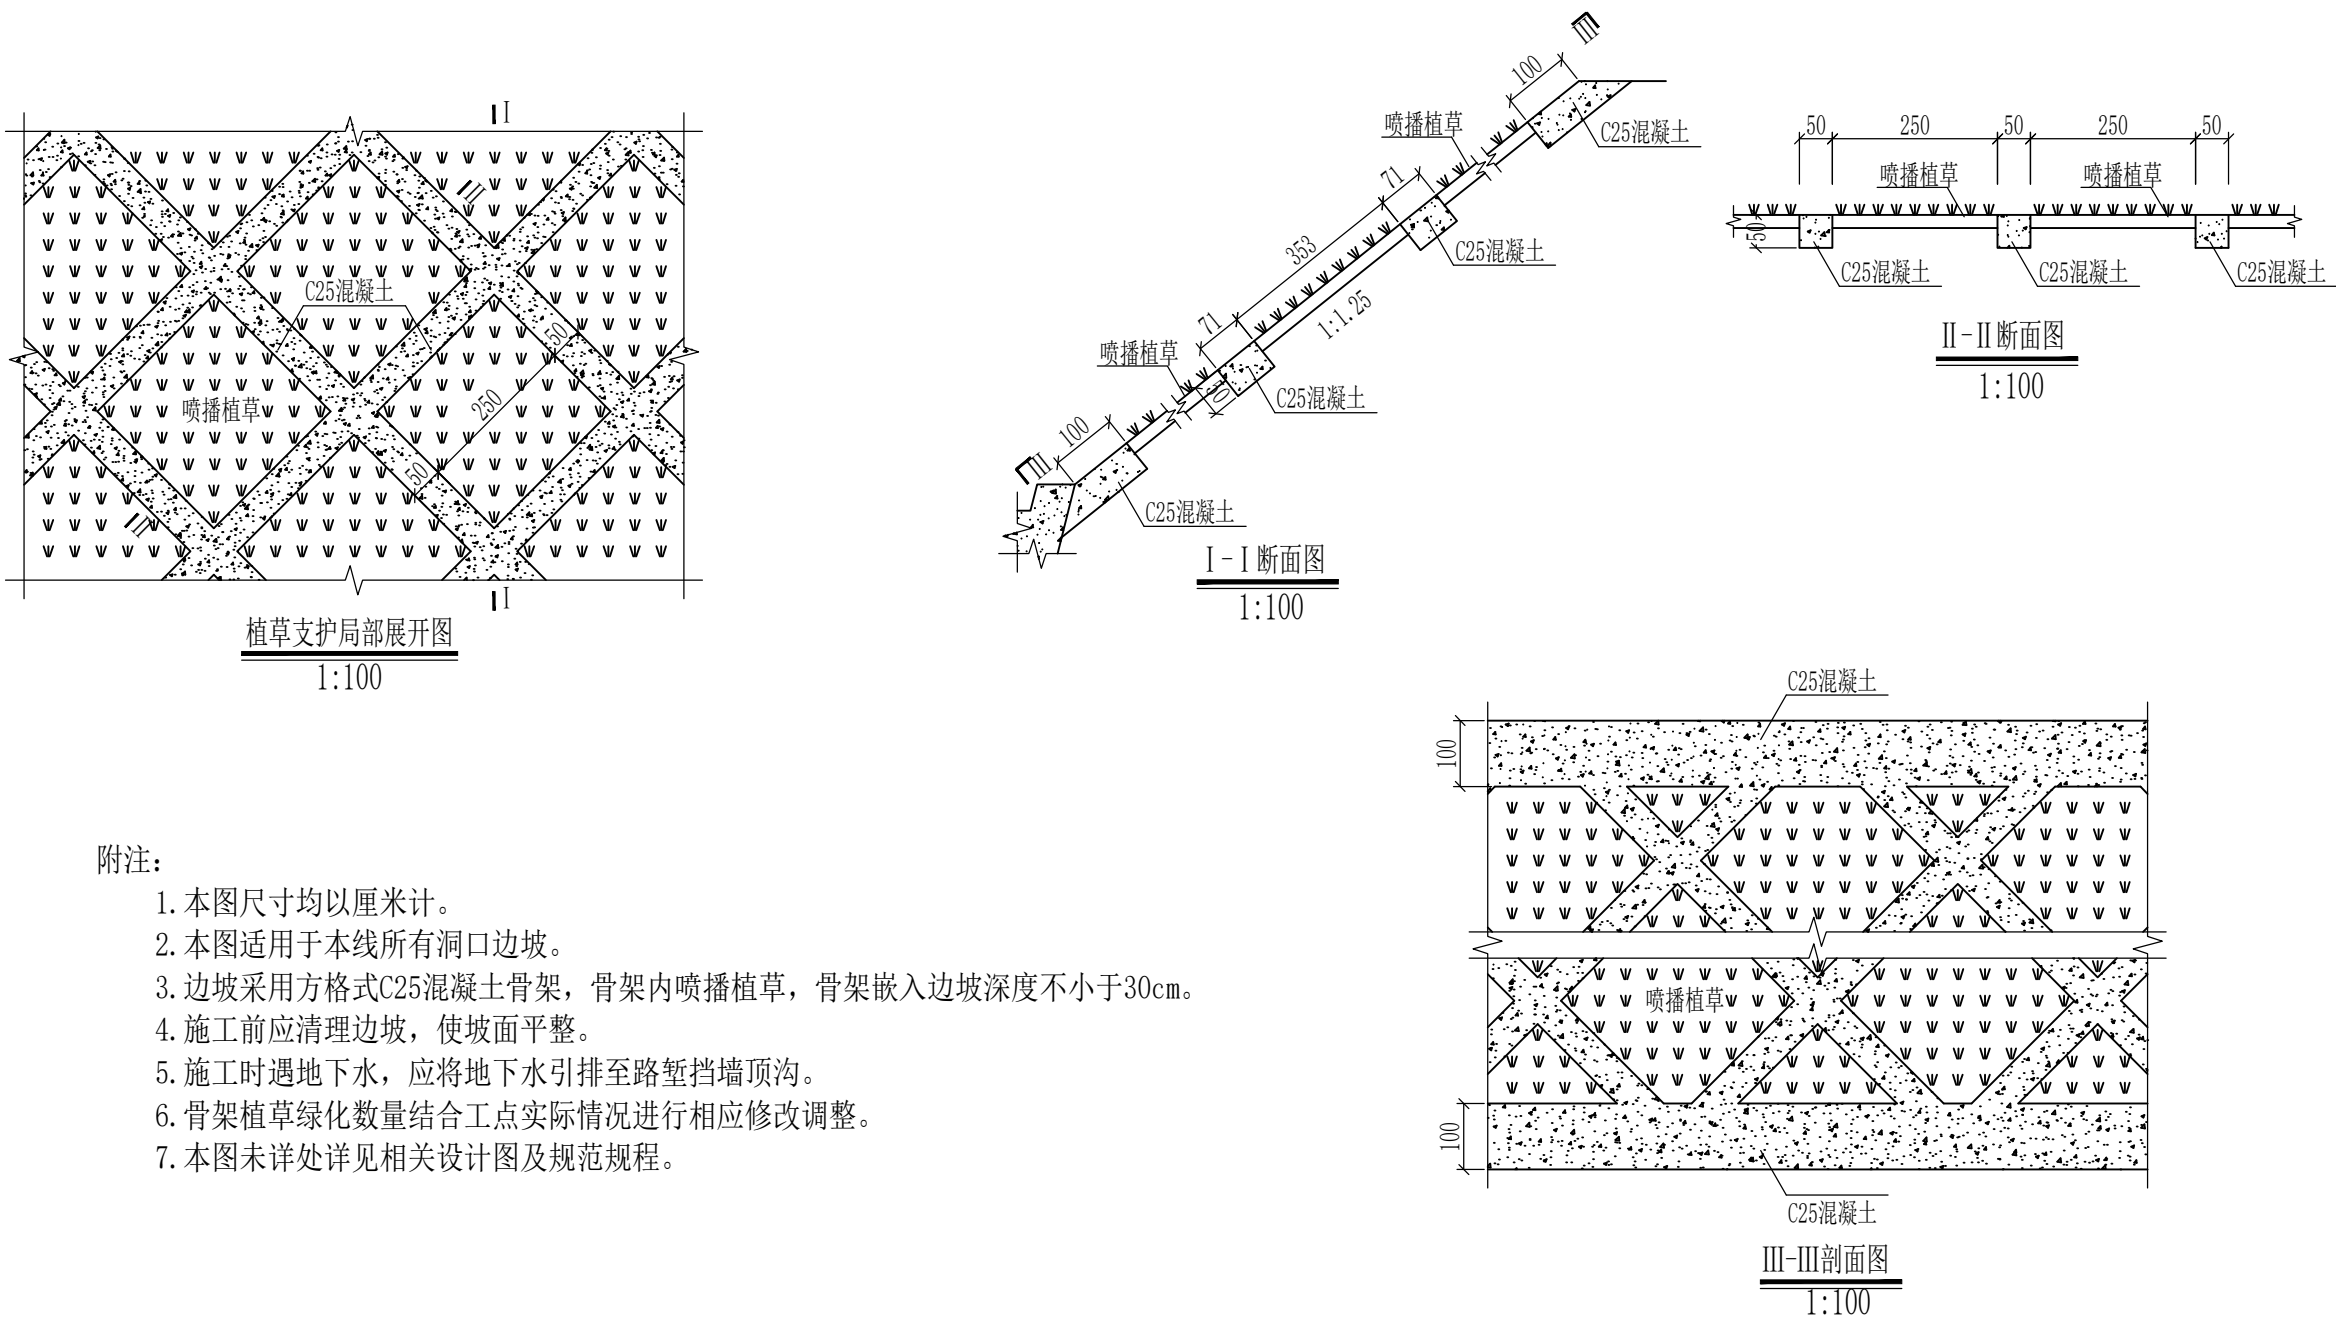 I
II
C25混凝土
50
250
50
喷播植草
II
I
植草支护局部展开图
1:100
III
100
喷播植草
C25混凝土
71
353
C25混凝土
71
1:1.25
喷播植草
50
C25混凝土
100
III
C25混凝土
I-I断面图
1:100
50 250 50 250 50
喷播植草 喷播植草
50
C25混凝土 C25混凝土 C25混凝土
II-II断面图
1:100
C25混凝土
100
喷播植草
100
C25混凝土
III-III剖面图
1:100
附注：
1.本图尺寸均以厘米计。
2.本图适用于本线所有洞口边坡。
3.边坡采用方格式C25混凝土骨架，骨架内喷播植草，骨架嵌入边坡深度不小于30cm。
4.施工前应清理边坡，使坡面平整。
5.施工时遇地下水，应将地下水引排至路堑挡墙顶沟。
6.骨架植草绿化数量结合工点实际情况进行相应修改调整。
7.本图未详处详见相关设计图及规范规程。